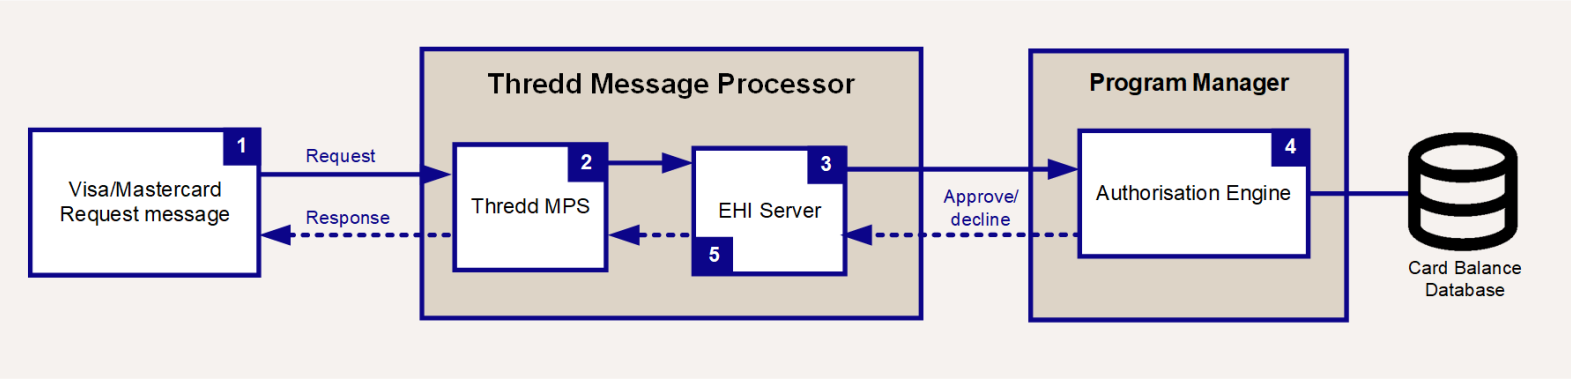 Thredd Message Processor
Program Manager
1
Visa/Mastercard
Request message
Request
Response
2
Thredd MPS
3
EHI Server
5
Approve/
decline
4
Authorisation Engine
Card Balance
Database